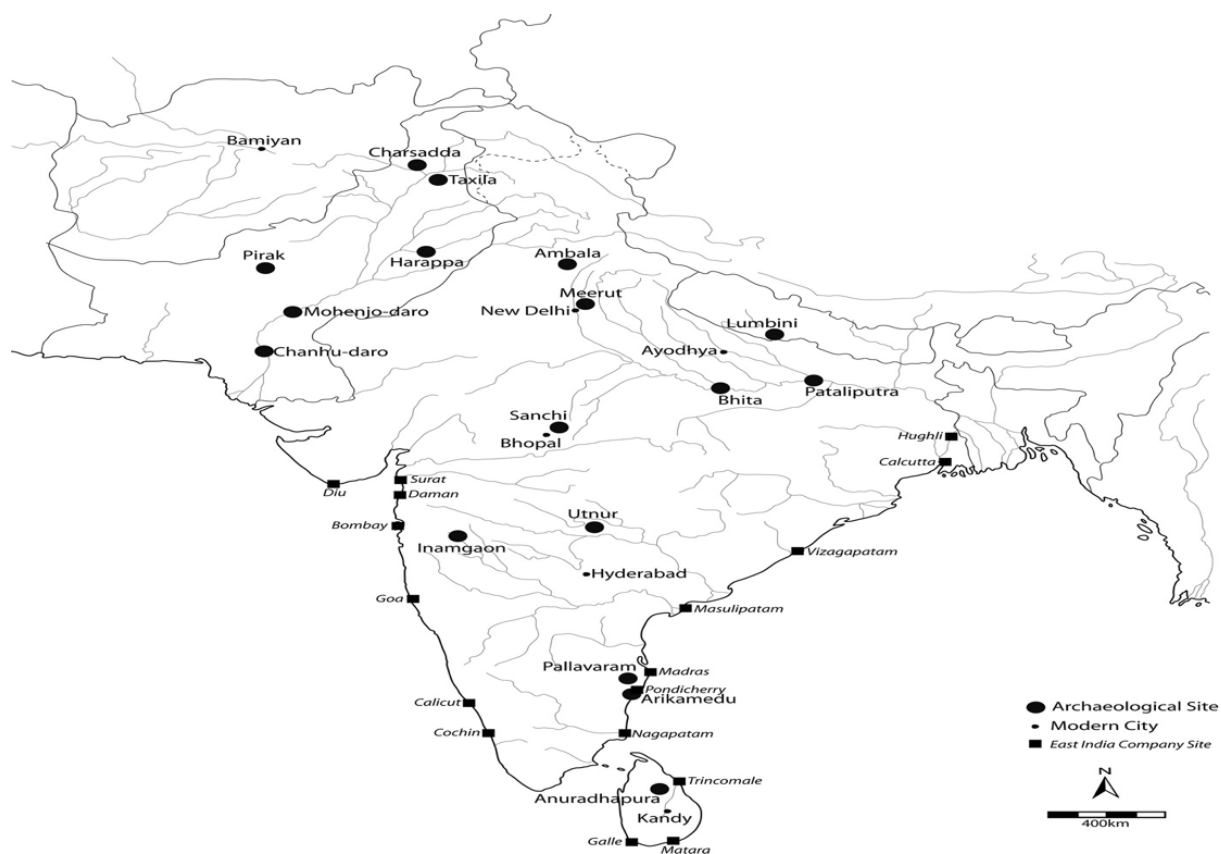 Bamiyan
Charsadda
Taxila
Pirak
Harappa
Ambala
Meerut
Mohenjo-daro
New Delhi
Lumbini
Chanhu-daro
Ayodhya
Bhita
Pataliputra
Sanchi
Bhopal
Hughli
Calcutta
Diu
Surat
Daman
Bombay
Utnur
Inamgaon
Vizagapatam
Hyderabad
Goa
Masulipatam
Pallavaram
Madras
Pondicherry
Arikamedu
Calicut
Cochin
Nagapatam
Trincomale
Anuradhapura
Kandy
Galle
Matara
Archaeological Site
Modern City
East India Company Site
N
400km